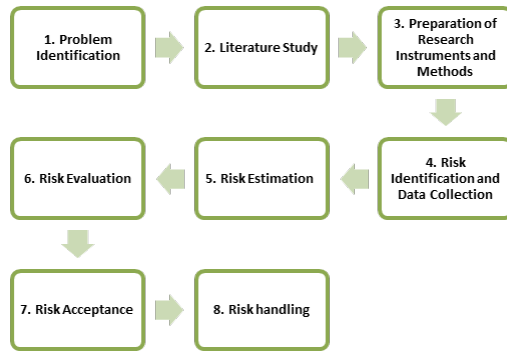 1. Problem
Identification
2. Literature Study
3. Preparation of
Research
Instruments and
Methods
4. Risk
Identification and
Data Collection
5. Risk Estimation
6. Risk Evaluation
7. Risk Acceptance
8. Risk handling